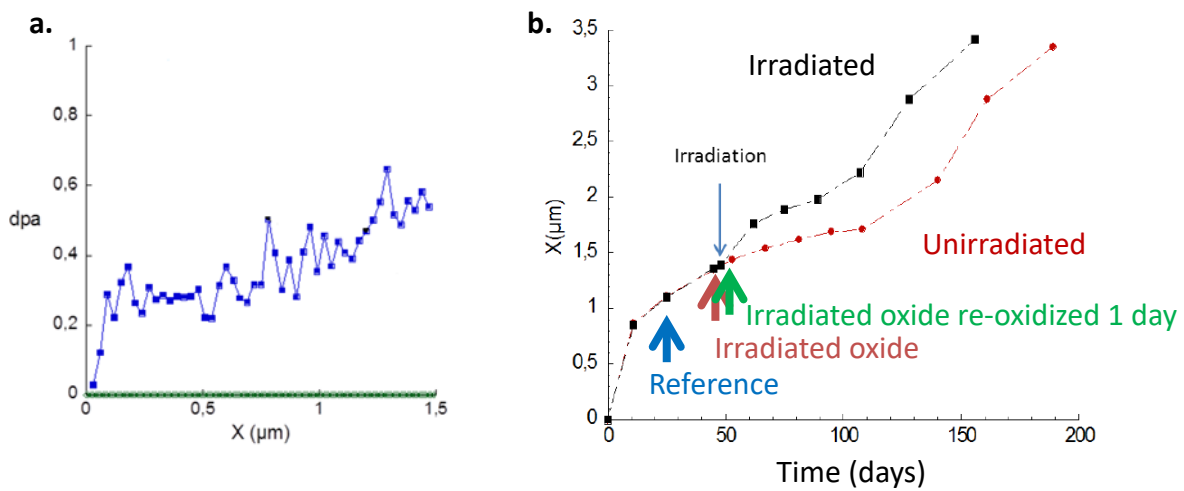 a.
1
0,8
0,6
dpa
0,4
0,2
0
0
0,5
1
1,5
X (µm)
b.
3,5
3
2,5
2
1,5
1
0,5
0
X(µm)
Irradiated
Irradiation
Unirradiated
Irradiated oxide re-oxidized 1 day
Irradiated oxide
Reference
0
50
100
150
200
Time (days)